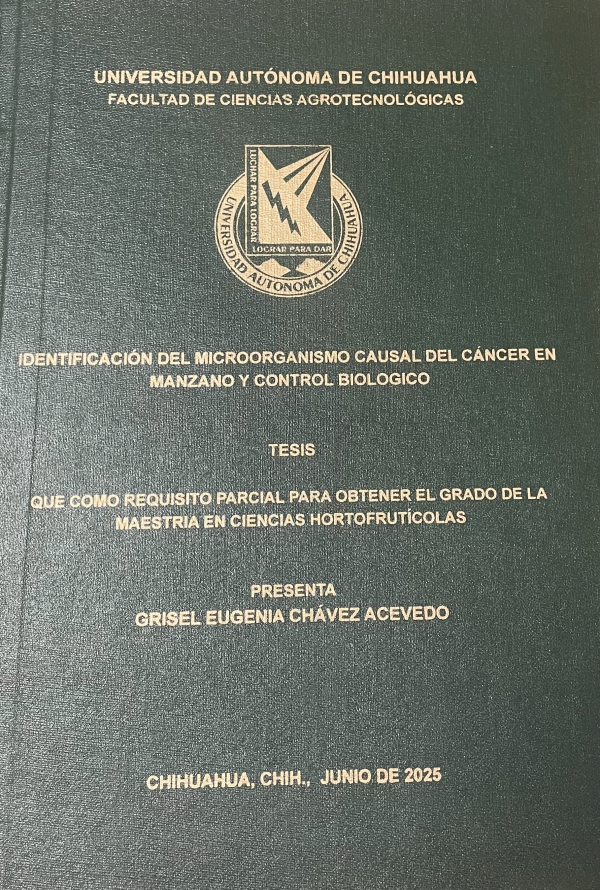 UNIVERSIDAD AUTÓNOMA DE CHIHUAHUA
FACULTAD DE CIENCIAS AGROTECNOLÓGICAS
LUCHAR PARA LOGRAR
LOGRAR PARA DAR
UNIVERSIDAD AUTONOMA DE CHIHUAHUA
IDENTIFICACIÓN DEL MICROORGANISMO CAUSAL DEL CÁNCER EN
MANZANO Y CONTROL BIOLOGICO
TESIS
QUE COMO REQUISITO PARCIAL PARA OBTENER EL GRADO DE LA
MAESTRIA EN CIENCIAS HORTOFRUTÍCOLAS
PRESENTA
GRISEL EUGENIA CHÁVEZ ACEVEDO
CHIHUAHUA, CHIH., JUNIO DE 2025